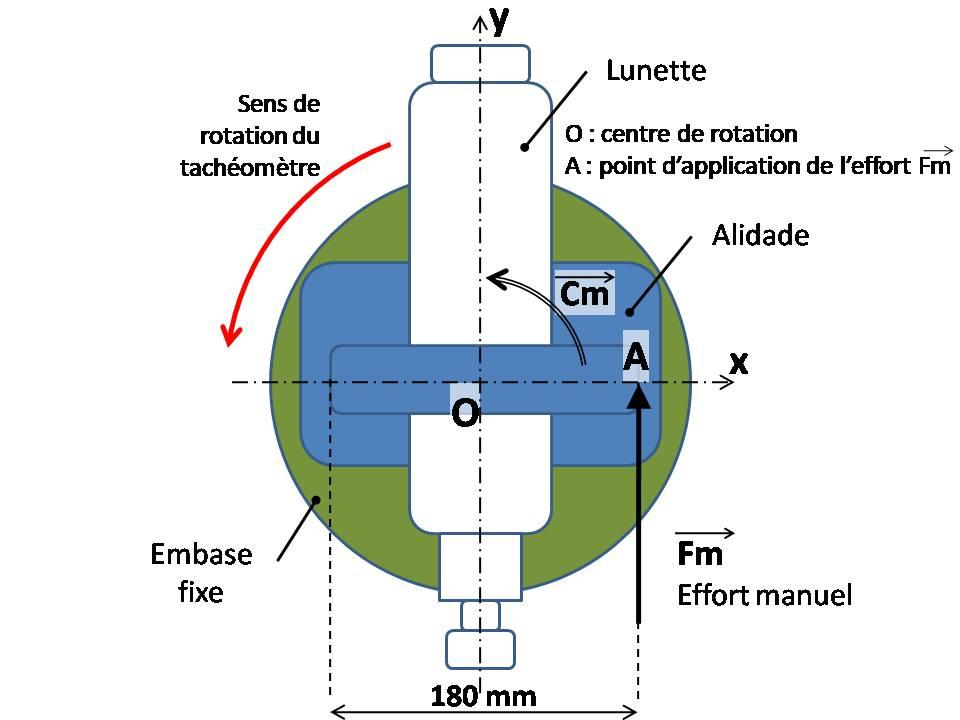 y
Lunette
Sens de
rotation du
tachéomètre
O : centre de rotation
A : point d'application de l'effort Fm
Alidade
Cm
A
x
O
Embase
fixe
Fm
Effort manuel
180 mm